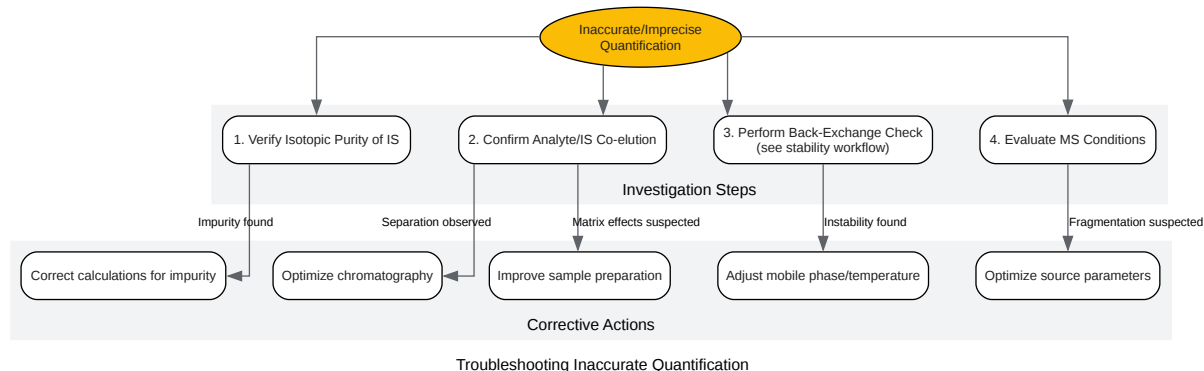 Inaccurate/Imprecise
Quantification
1. Verify Isotopic Purity of IS
2. Confirm Analyte/IS Co-elution
3. Perform Back-Exchange Check
(see stability workflow)
4. Evaluate MS Conditions
Investigation Steps
Impurity found
Separation observed
Matrix effects suspected
Instability found
Fragmentation suspected
Correct calculations for impurity
Optimize chromatography
Improve sample preparation
Adjust mobile phase/temperature
Optimize source parameters
Corrective Actions
Troubleshooting Inaccurate Quantification